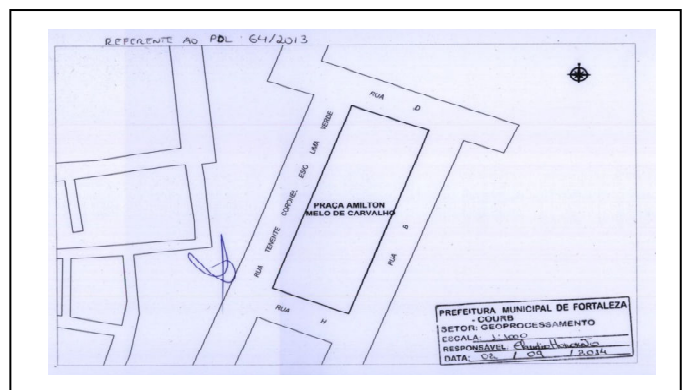 REFERENTE AO PDL: 64/2013
RUA D
RUA TENENTE CORONEL ESIO LIMA VERDE
PRAÇA AMILTON
MELO DE CARVALHO
RUA B
RUA H
PREFEITURA MUNICIPAL DE FORTALEZA
- COURB
SETOR: GEOPROCESSAMENTO
ESCALA: 1:1000
RESPONSAVEL:
DATA: 02 / 09 / 2014